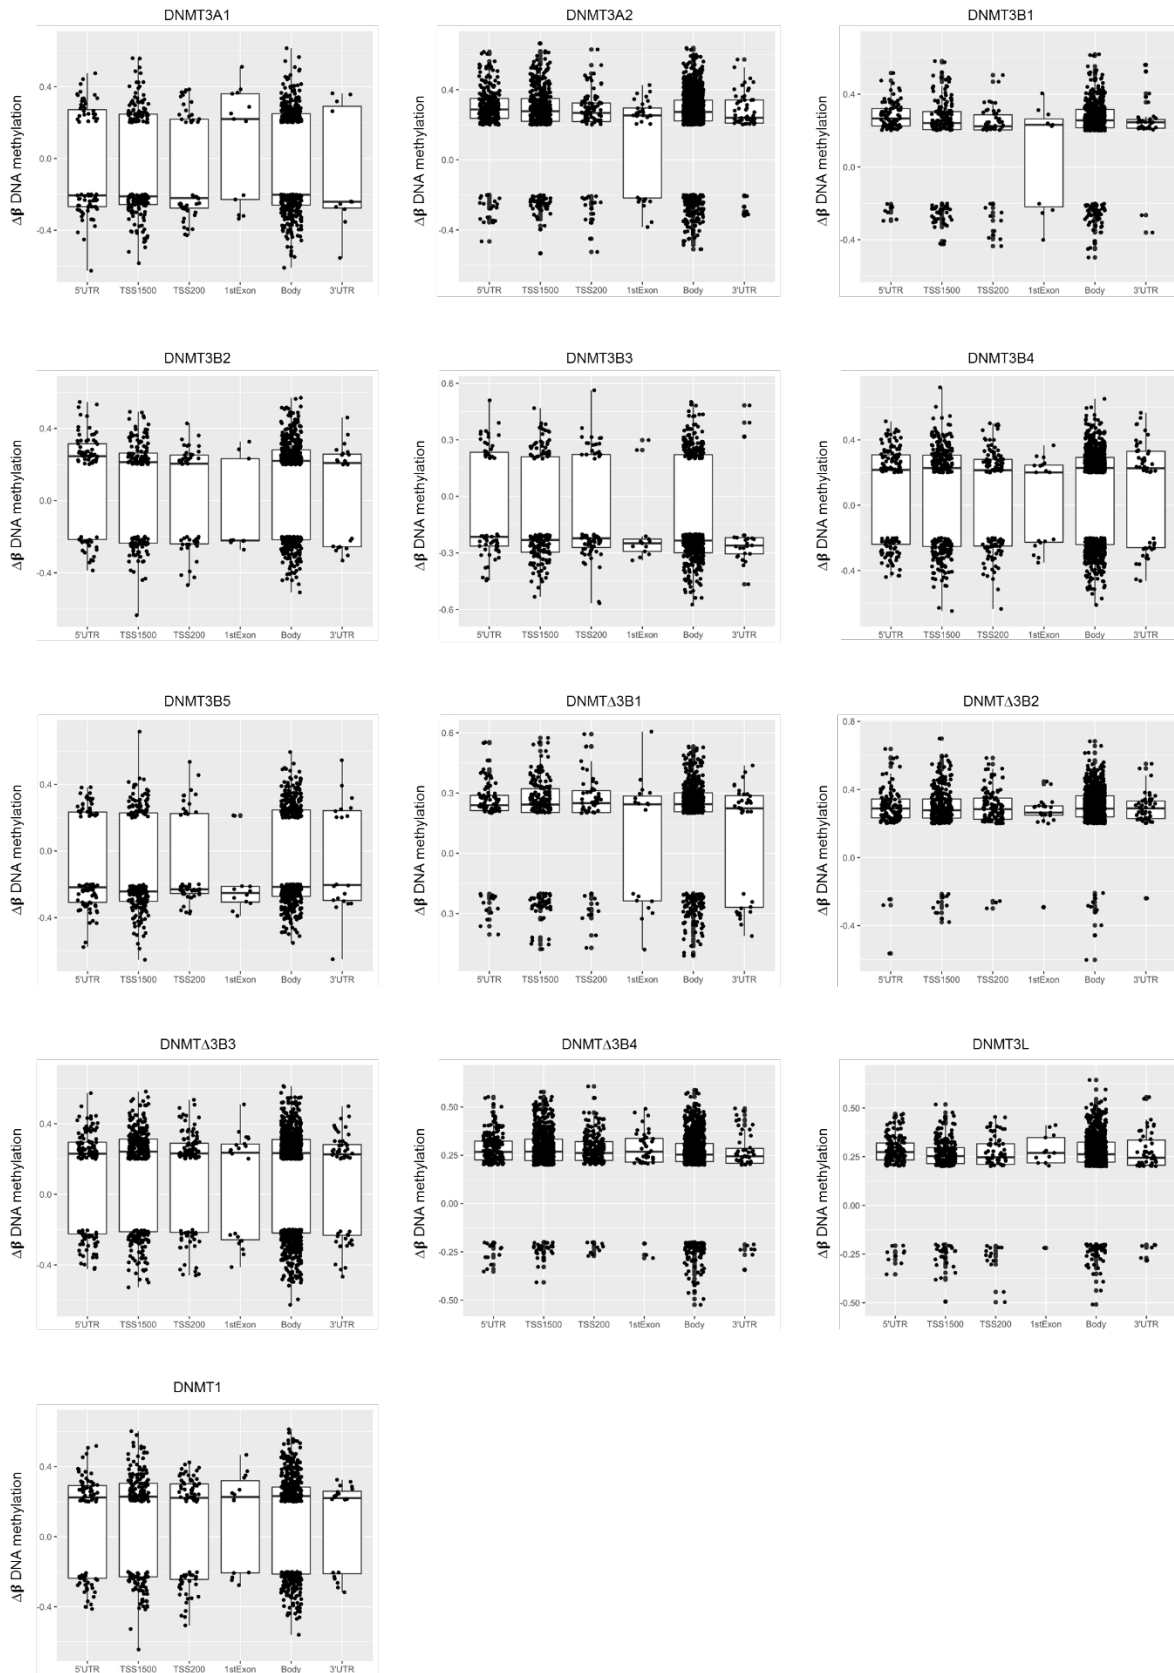 DNMT3A1
DNMT3A2
DNMT3B1
Δβ DNA methylation
0.4
0.0
-0.4
5'UTR TSS1500 TSS200 1stExon Body 3'UTR
Δβ DNA methylation
0.4
0.0
-0.4
5'UTR TSS1500 TSS200 1stExon Body 3'UTR
Δβ DNA methylation
0.4
0.0
-0.4
5'UTR TSS1500 TSS200 1stExon Body 3'UTR
DNMT3B2
DNMT3B3
DNMT3B4
Δβ DNA methylation
0.4
0.0
-0.4
5'UTR TSS1500 TSS200 1stExon Body 3'UTR
Δβ DNA methylation
0.6
0.3
0.0
-0.3
-0.6
5'UTR TSS1500 TSS200 1stExon Body 3'UTR
Δβ DNA methylation
0.4
0.0
-0.4
5'UTR TSS1500 TSS200 1stExon Body 3'UTR
DNMT3B5
DNMTΔ3B1
DNMTΔ3B2
Δβ DNA methylation
0.4
0.0
-0.4
5'UTR TSS1500 TSS200 1stExon Body 3'UTR
Δβ DNA methylation
0.6
0.3
0.0
0.3
5'UTR TSS1500 TSS200 1stExon Body 3'UTR
Δβ DNA methylation
0.8
0.4
0.0
-0.4
5'UTR TSS1500 TSS200 1stExon Body 3'UTR
DNMTΔ3B3
DNMTΔ3B4
DNMT3L
Δβ DNA methylation
0.4
0.0
-0.4
5'UTR TSS1500 TSS200 1stExon Body 3'UTR
Δβ DNA methylation
0.50
0.25
0.00
-0.25
-0.50
5'UTR TSS1500 TSS200 1stExon Body 3'UTR
Δβ DNA methylation
0.50
0.25
0.00
-0.25
-0.50
5'UTR TSS1500 TSS200 1stExon Body 3'UTR
DNMT1
Δβ DNA methylation
0.4
0.0
-0.4
5'UTR TSS1500 TSS200 1stExon Body 3'UTR